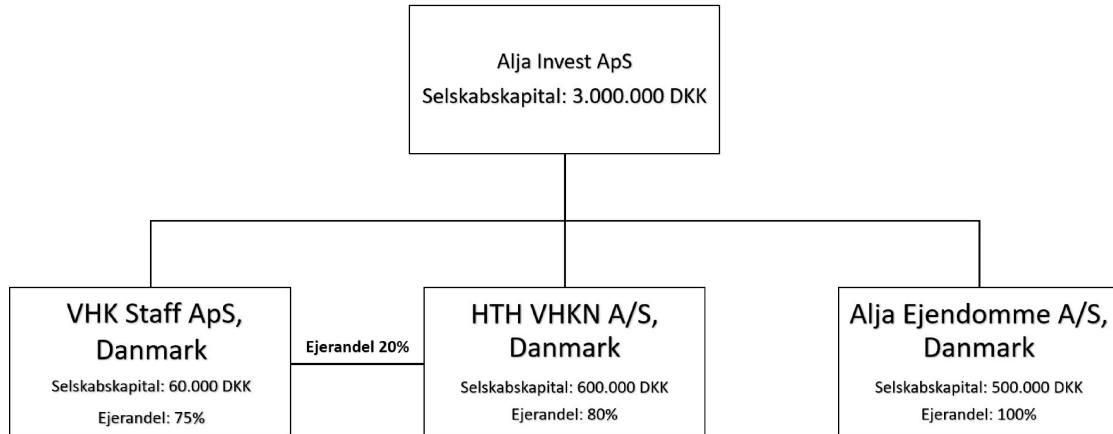 Alja Invest ApS
Selskabskapital: 3.000.000 DKK
VHK Staff ApS,
Danmark
Selskabskapital: 60.000 DKK
Ejerandel: 75%
Ejerandel 20%
HTH VHKN A/S,
Danmark
Selskabskapital: 600.000 DKK
Ejerandel: 80%
Alja Ejendomme A/S,
Danmark
Selskabskapital: 500.000 DKK
Ejerandel: 100%